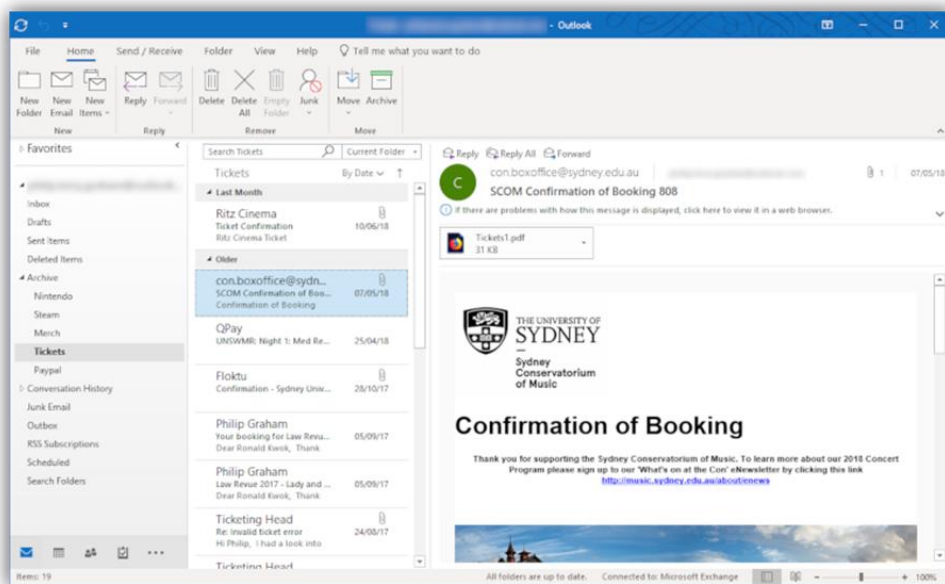 - Outlook
File Home Send / Receive Folder View Help Tell me what you want to do
New Folder
New Email
New Items
Reply
Forward
Delete
Delete All
Empty Folder
Junk
Move
Archive
New Reply Remove Move
Favorites
Inbox
Drafts
Sent Items
Deleted Items
Archive
Nintendo
Steam
Merch
Tickets
Paypal
Conversation History
Junk Email
Outbox
RSS Subscriptions
Scheduled
Search Folders
Search Tickets Current Folder
Tickets By Date
Last Month
Ritz Cinema
Ticket Confirmation 10/06/18
Ritz Cinema Ticket
Older
con.boxoffice@sydn...
SCOM Confirmation of Boo... 07/05/18
Confirmation of Booking
QPay
UNSWMR: Night 1: Med Re... 25/04/18
Floktu
Confirmation - Sydney Univ... 28/10/17
Philip Graham
Your booking for Law Revu... 05/09/17
Dear Ronald Kwok, Thank
Philip Graham
Law Revue 2017 - Lady and ... 05/09/17
Dear Ronald Kwok, Thank
Ticketing Head
Re: Invalid ticket error 24/08/17
Hi Philip, I had a look into
Ticketing Head
Reply Reply All Forward
C
con.boxoffice@sydney.edu.au 1 07/05/18
SCOM Confirmation of Booking 808
If there are problems with how this message is displayed, click here to view it in a web browser.
Tickets1.pdf
31 KB
THE UNIVERSITY OF
SYDNEY
Sydney
Conservatorium
of Music
Confirmation of Booking
Thank you for supporting the Sydney Conservatorium of Music. To learn more about our 2018 Concert
Program please sign up to our 'What's on at the Con' eNewsletter by clicking this link
http://music.sydney.edu.au/about/enews
Items: 19 All folders are up to date. Connected to: Microsoft Exchange 100%